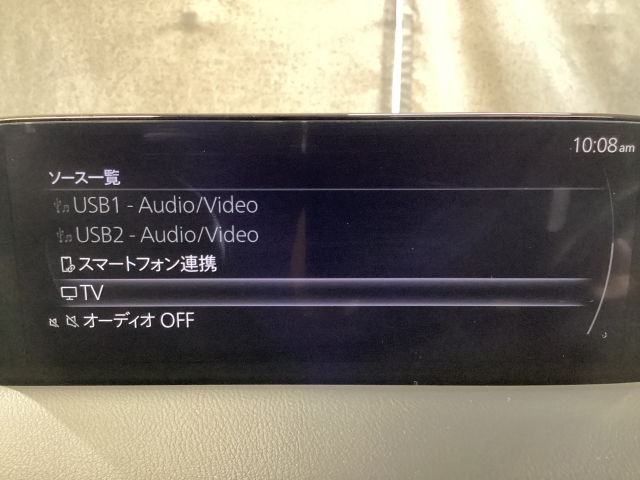 10:08am
ソース一覧
USB1 - Audio/Video
USB2 - Audio/Video
スマートフォン連携
TV
オーディオ OFF